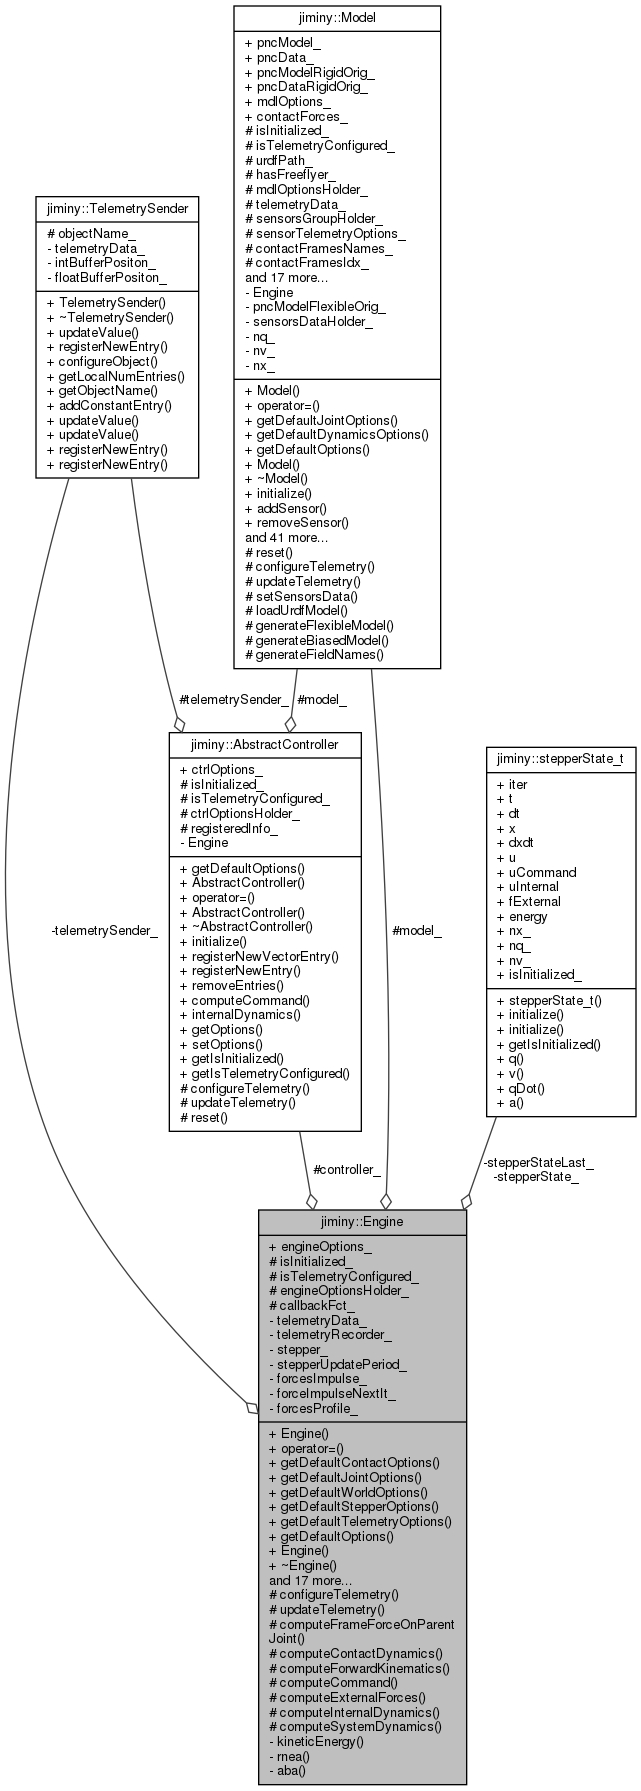 jiminy::Model
+ pncModel_
+ pncData_
+ pncModelRigidOrig_
+ pncDataRigidOrig_
+ mdlOptions_
+ contactForces_
# isInitialized_
# isTelemetryConfigured_
# urdfPath_
# hasFreeflyer_
# mdlOptionsHolder_
# telemetryData_
# sensorsGroupHolder_
# sensorTelemetryOptions_
# contactFramesNames_
# contactFramesIdx_
and 17 more...
- Engine
- pncModelFlexibleOrig_
- sensorsDataHolder_
- nq_
- nv_
- nx_
+ Model()
+ operator=()
+ getDefaultJointOptions()
+ getDefaultDynamicsOptions()
+ getDefaultOptions()
+ Model()
+ ~Model()
+ initialize()
+ addSensor()
+ removeSensor()
and 41 more...
# reset()
# configureTelemetry()
# updateTelemetry()
# setSensorsData()
# loadUrdfModel()
# generateFlexibleModel()
# generateBiasedModel()
# generateFieldNames()
jiminy::TelemetrySender
# objectName_
- telemetryData_
- intBufferPositon_
- floatBufferPositon_
+ TelemetrySender()
+ ~TelemetrySender()
+ updateValue()
+ registerNewEntry()
+ configureObject()
+ getLocalNumEntries()
+ getObjectName()
+ addConstantEntry()
+ updateValue()
+ updateValue()
+ registerNewEntry()
+ registerNewEntry()
#telemetrySender_
#model_
jiminy::AbstractController
+ ctrlOptions_
# isInitialized_
# isTelemetryConfigured_
# ctrlOptionsHolder_
# registeredInfo_
- Engine
+ getDefaultOptions()
+ AbstractController()
+ operator=()
+ AbstractController()
+ ~AbstractController()
+ initialize()
+ registerNewVectorEntry()
+ registerNewEntry()
+ removeEntries()
+ computeCommand()
+ internalDynamics()
+ getOptions()
+ setOptions()
+ getIsInitialized()
+ getIsTelemetryConfigured()
# configureTelemetry()
# updateTelemetry()
# reset()
jiminy::stepperState_t
+ iter
+ t
+ dt
+ x
+ dxdt
+ u
+ uCommand
+ uInternal
+ fExternal
+ energy
+ nx_
+ nq_
+ nv_
+ isInitialized_
+ stepperState_t()
+ initialize()
+ initialize()
+ getIsInitialized()
+ q()
+ v()
+ qDot()
+ a()
-telemetrySender_
#model_
#controller_
-stepperStateLast_
-stepperState_
jiminy::Engine
+ engineOptions_
# isInitialized_
# isTelemetryConfigured_
# engineOptionsHolder_
# callbackFct_
- telemetryData_
- telemetryRecorder_
- stepper_
- stepperUpdatePeriod_
- forcesImpulse_
- forceImpulseNextIt_
- forcesProfile_
+ Engine()
+ operator=()
+ getDefaultContactOptions()
+ getDefaultJointOptions()
+ getDefaultWorldOptions()
+ getDefaultStepperOptions()
+ getDefaultTelemetryOptions()
+ getDefaultOptions()
+ Engine()
+ ~Engine()
and 17 more...
# configureTelemetry()
# updateTelemetry()
# computeFrameForceOnParent
Joint()
# computeContactDynamics()
# computeForwardKinematics()
# computeCommand()
# computeExternalForces()
# computeInternalDynamics()
# computeSystemDynamics()
- kineticEnergy()
- rnea()
- aba()